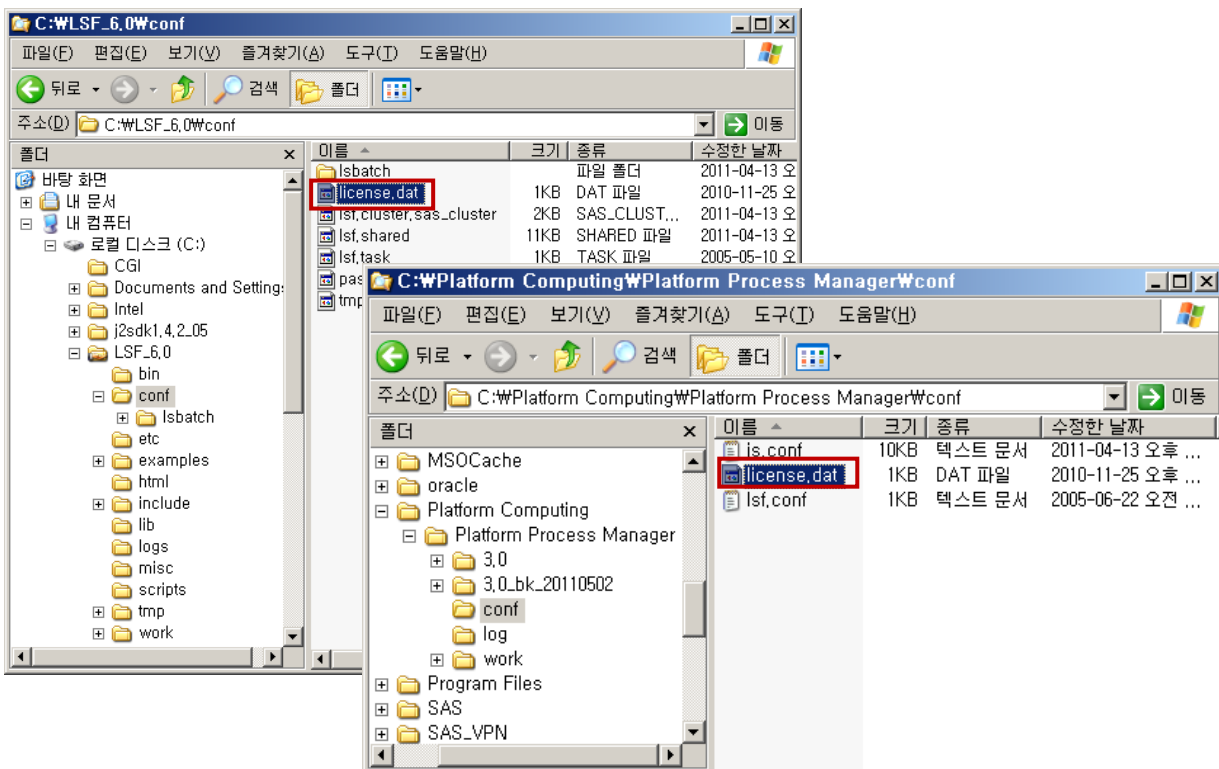 C:₩LSF_6,0₩conf
파일(F) 편집(E) 보기(V) 즐겨찾기(A) 도구(T) 도움말(H)
뒤로 검색 폴더
주소(D) C:₩LSF_6,0₩conf 이동
폴더 x 이름 크기 종류 수정한 날짜
바탕 화면
내 문서
내 컴퓨터
로컬 디스크 (C:)
CGI
Documents and Setting
Intel
j2sdk1,4,2_05
LSF_6,0
bin
conf
lsbatch
etc
examples
html
include
lib
logs
misc
scripts
tmp
work
lsbatch 파일 폴더 2011-04-13 오
license,dat 1KB DAT 파일 2010-11-25 오
lsf,cluster,sas_cluster 2KB SAS_CLUST... 2011-04-13 오
lsf,shared 11KB SHARED 파일 2011-04-13 오
lsf,task 1KB TASK 파일 2005-05-10 오
pas
tmp
C:₩Platform Computing₩Platform Process Manager₩conf
파일(F) 편집(E) 보기(V) 즐겨찾기(A) 도구(T) 도움말(H)
뒤로 검색 폴더
주소(D) C:₩Platform Computing₩Platform Process Manager₩conf 이동
폴더 x 이름 크기 종류 수정한 날짜
MSOCache
oracle
Platform Computing
Platform Process Manager
3,0
3,0_bk_20110502
conf
log
work
Program Files
SAS
SAS_VPN
js,conf 10KB 텍스트 문서 2011-04-13 오후 ...
license,dat 1KB DAT 파일 2010-11-25 오후 ...
lsf,conf 1KB 텍스트 문서 2005-06-22 오전 ...